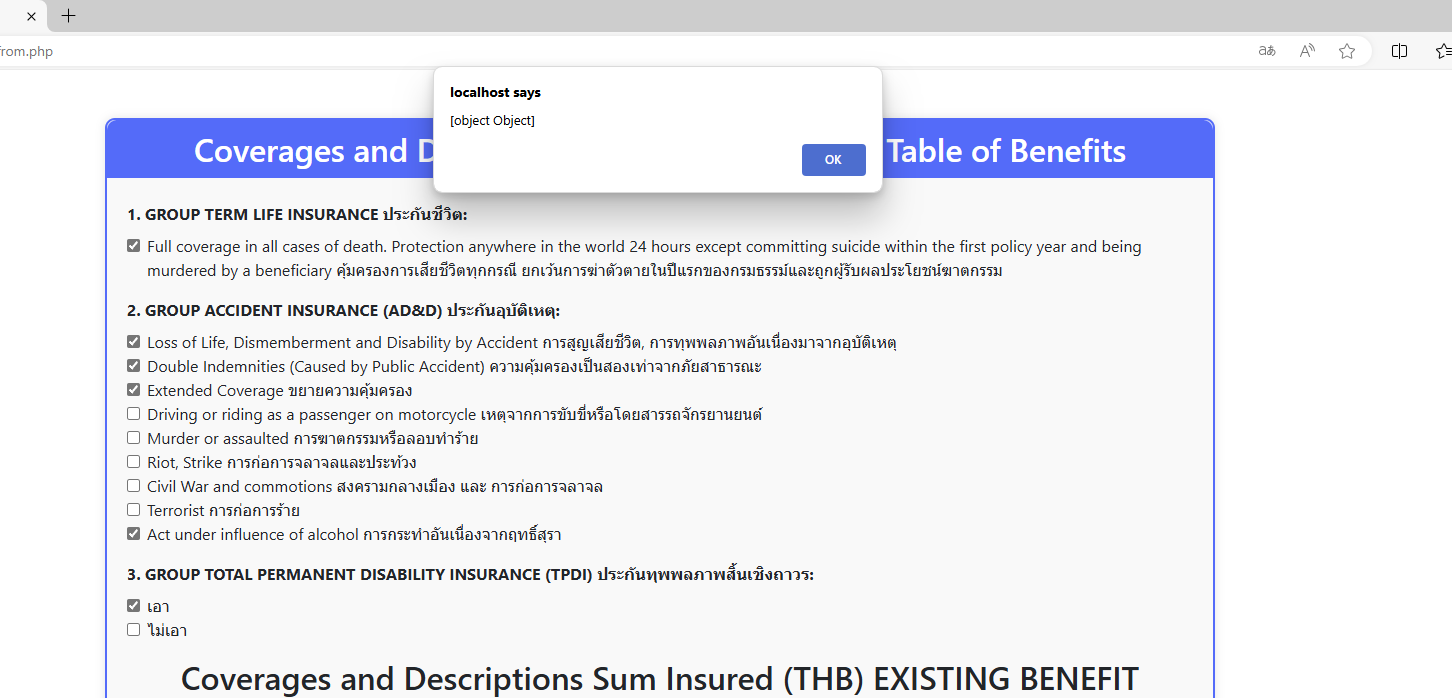 from.php
aあ
localhost says
[object Object]
OK
Coverages and D
Table of Benefits
1. GROUP TERM LIFE INSURANCE ประกันชีวิต:
Full coverage in all cases of death. Protection anywhere in the world 24 hours except committing suicide within the first policy year and being
murdered by a beneficiary คุ้มครองการเสียชีวิตทุกกรณี ยกเว้นการฆ่าตัวตายในปีแรกของกรมธรรม์และถูกผู้รับผลประโยชน์ฆาตกรรม
2. GROUP ACCIDENT INSURANCE (AD&D) ประกันอุบัติเหตุ:
Loss of Life, Dismemberment and Disability by Accident การสูญเสียชีวิต, การทุพพลภาพอันเนื่องมาจากอุบัติเหตุ
Double Indemnities (Caused by Public Accident) ความคุ้มครองเป็นสองเท่าจากภัยสาธารณะ
Extended Coverage ขยายความคุ้มครอง
Driving or riding as a passenger on motorcycle เหตุจากการขับขี่หรือโดยสารรถจักรยานยนต์
Murder or assaulted การฆาตกรรมหรือลอบทำร้าย
Riot, Strike การก่อการจลาจลและประท้วง
Civil War and commotions สงครามกลางเมือง และ การก่อการจลาจล
Terrorist การก่อการร้าย
Act under influence of alcohol การกระทำอันเนื่องจากฤทธิ์สุรา
3. GROUP TOTAL PERMANENT DISABILITY INSURANCE (TPDI) ประกันทุพพลภาพสิ้นเชิงถาวร:
เอา
ไม่เอา
Coverages and Descriptions Sum Insured (THB) EXISTING BENEFIT